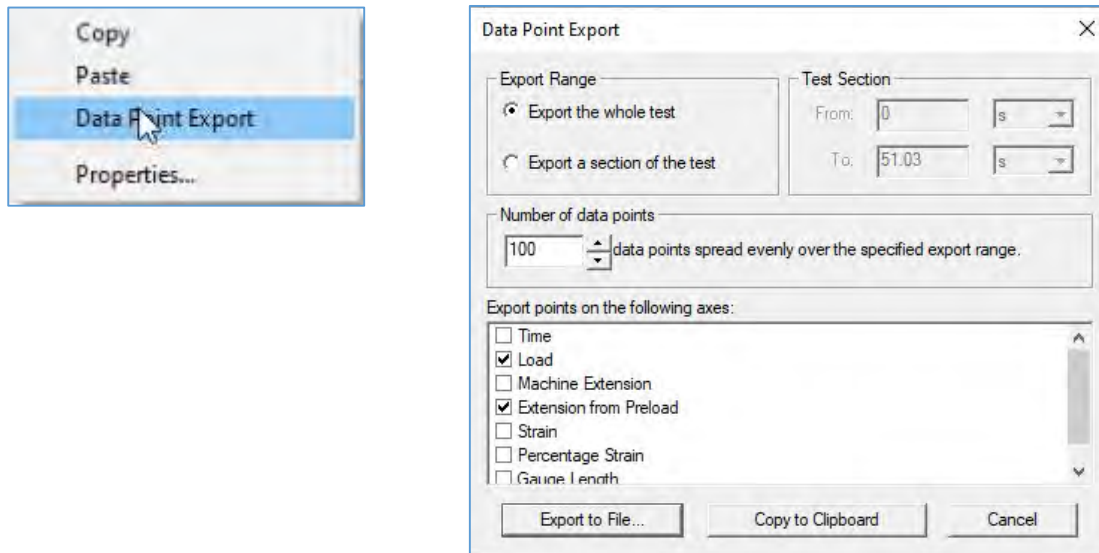 Copy
Paste
Data Point Export
Properties...
Data Point Export
Export Range
Export the whole test
Export a section of the test
Test Section
From: 0 s
To: 51.03 s
Number of data points
100 data points spread evenly over the specified export range.
Export points on the following axes:
Time
Load
Machine Extension
Extension from Preload
Strain
Percentage Strain
Gauge Length
Export to File... Copy to Clipboard Cancel